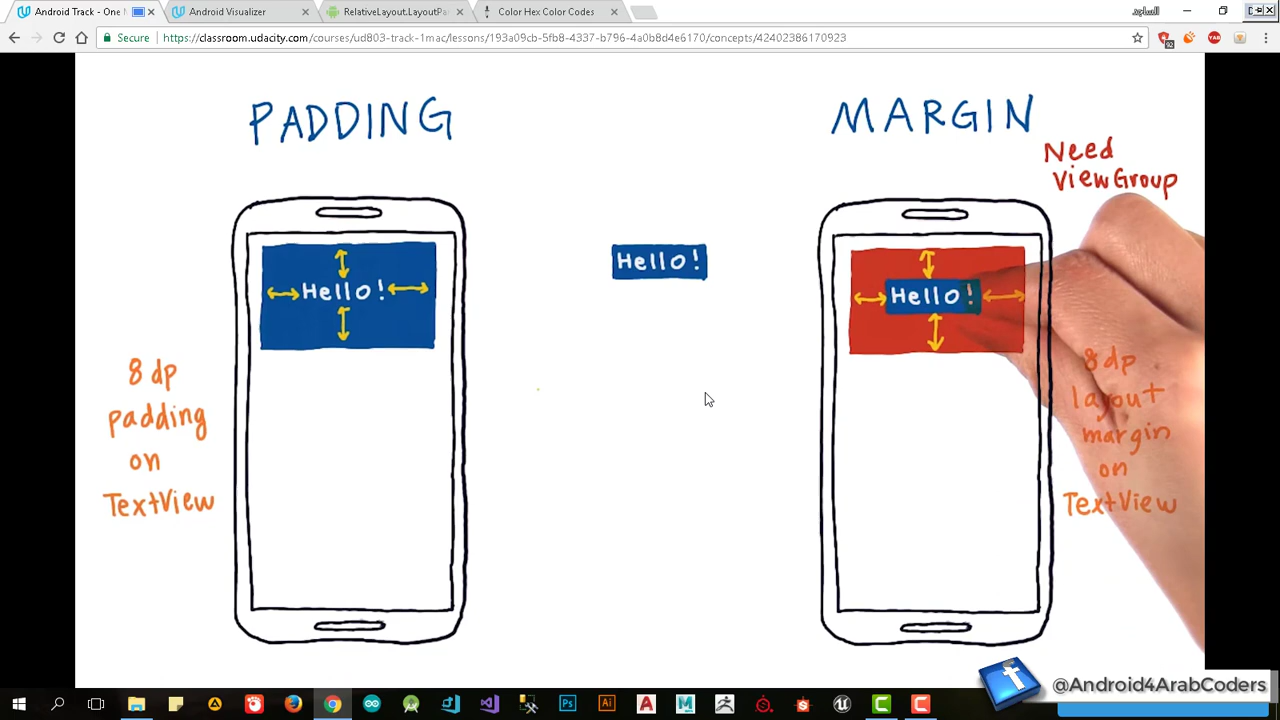 Android Track - One M
Android Visualizer
RelativeLayout.LayoutPa
Color Hex Color Codes
Secure
https://classroom.udacity.com/courses/ud803-track-1mac/lessons/193a09cb-5fb8-4337-b796-4a0b8d4e6170/concepts/42402386170923
92
PADDING
MARGIN
Need
ViewGroup
Hello!
Hello!
Hello!
8 dp
padding
on
TextView
8 dp
layout
margin
on
TextView
@Android4ArabCoders